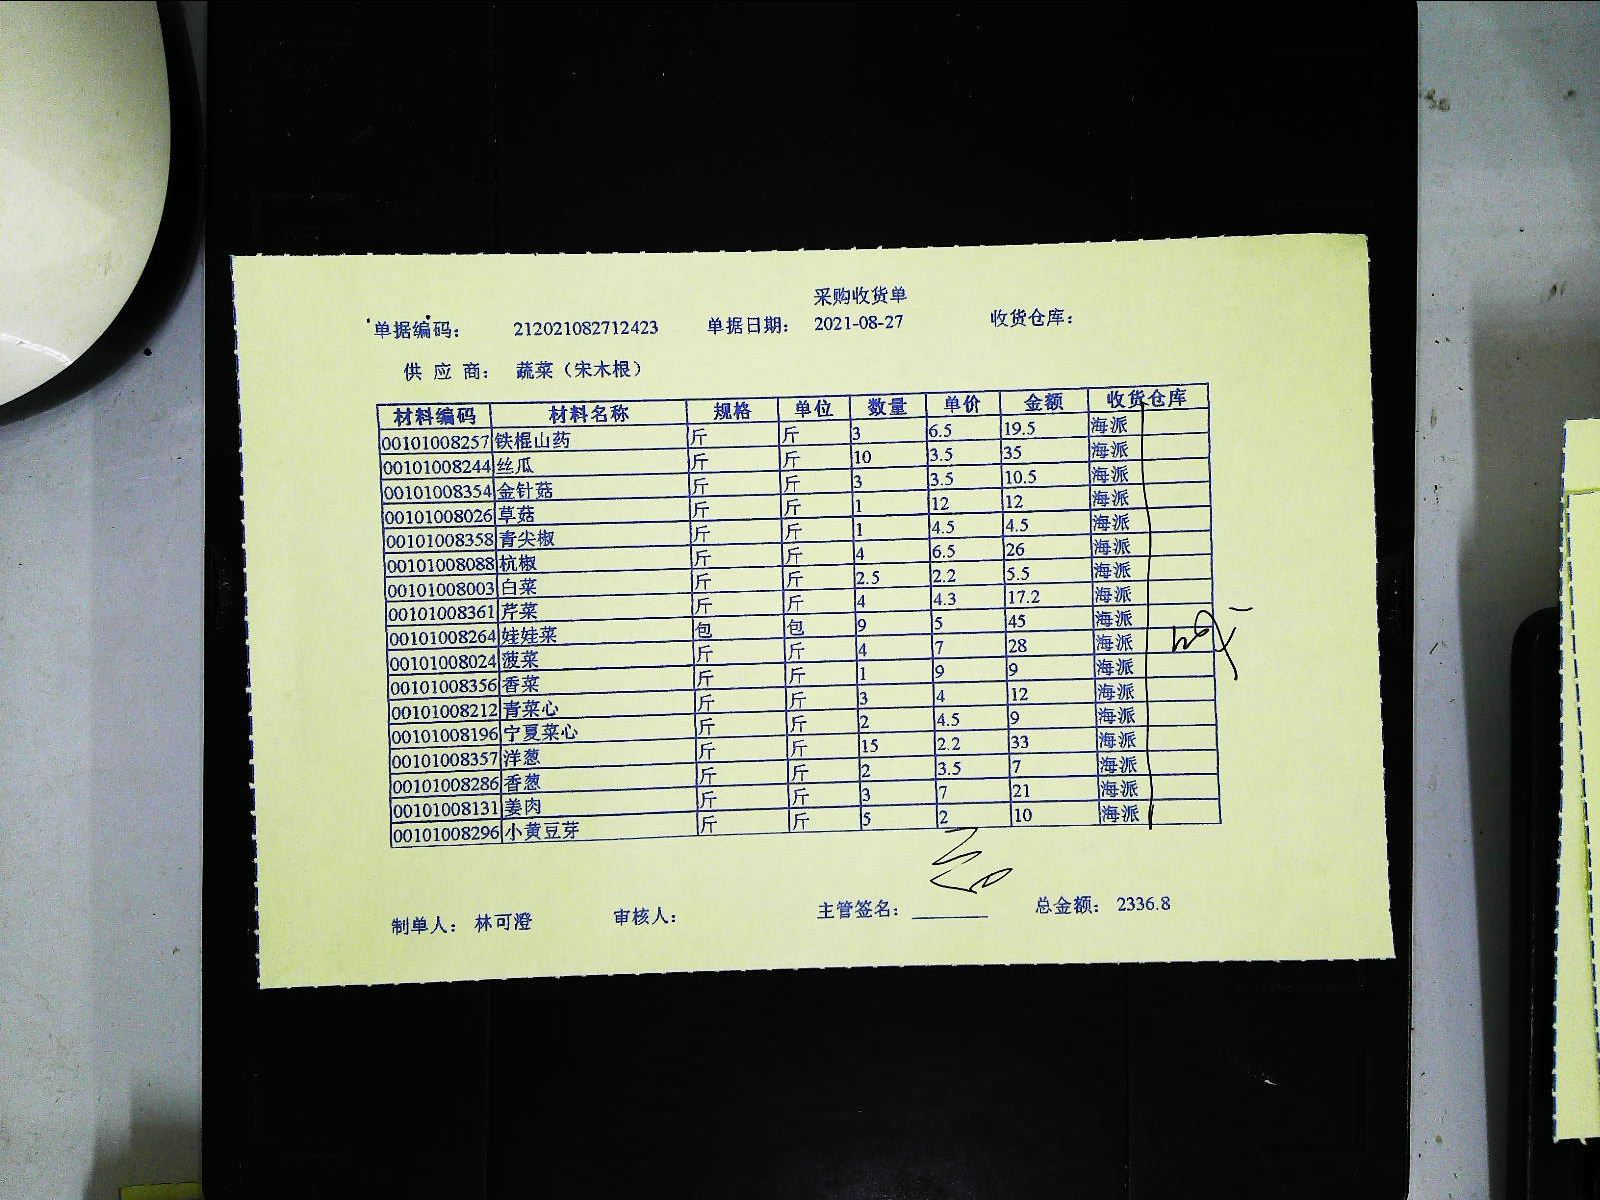 采购收货单
单据编码： 212021082712423 单据日期： 2021-08-27 收货仓库：
供 应 商： 蔬菜（宋木根）
材料编码 材料名称 规格 单位 数量 单价 金额 收货仓库
00101008257 铁棍山药 斤 斤 3 6.5 19.5 海派
00101008244 丝瓜 斤 斤 10 3.5 35 海派
00101008354 金针菇 斤 斤 3 3.5 10.5 海派
00101008026 草菇 斤 斤 1 12 12 海派
00101008358 青尖椒 斤 斤 1 4.5 4.5 海派
00101008088 杭椒 斤 斤 4 6.5 26 海派
00101008003 白菜 斤 斤 2.5 2.2 5.5 海派
00101008361 芹菜 斤 斤 4 4.3 17.2 海派
00101008264 娃娃菜 包 包 9 5 45 海派
00101008024 菠菜 斤 斤 4 7 28 海派
00101008356 香菜 斤 斤 1 9 9 海派
00101008212 青菜心 斤 斤 3 4 12 海派
00101008196 宁夏菜心 斤 斤 2 4.5 9 海派
00101008357 洋葱 斤 斤 15 2.2 33 海派
00101008286 香葱 斤 斤 2 3.5 7 海派
00101008131 姜肉 斤 斤 3 7 21 海派
00101008296 小黄豆芽 斤 斤 5 2 10 海派
制单人： 林可澄 审核人： 主管签名： 总金额： 2336.8